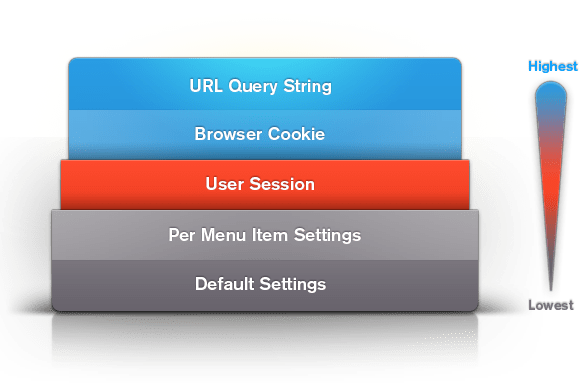 Highest
URL Query String
Browser Cookie
User Session
Per Menu Item Settings
Default Settings
Lowest